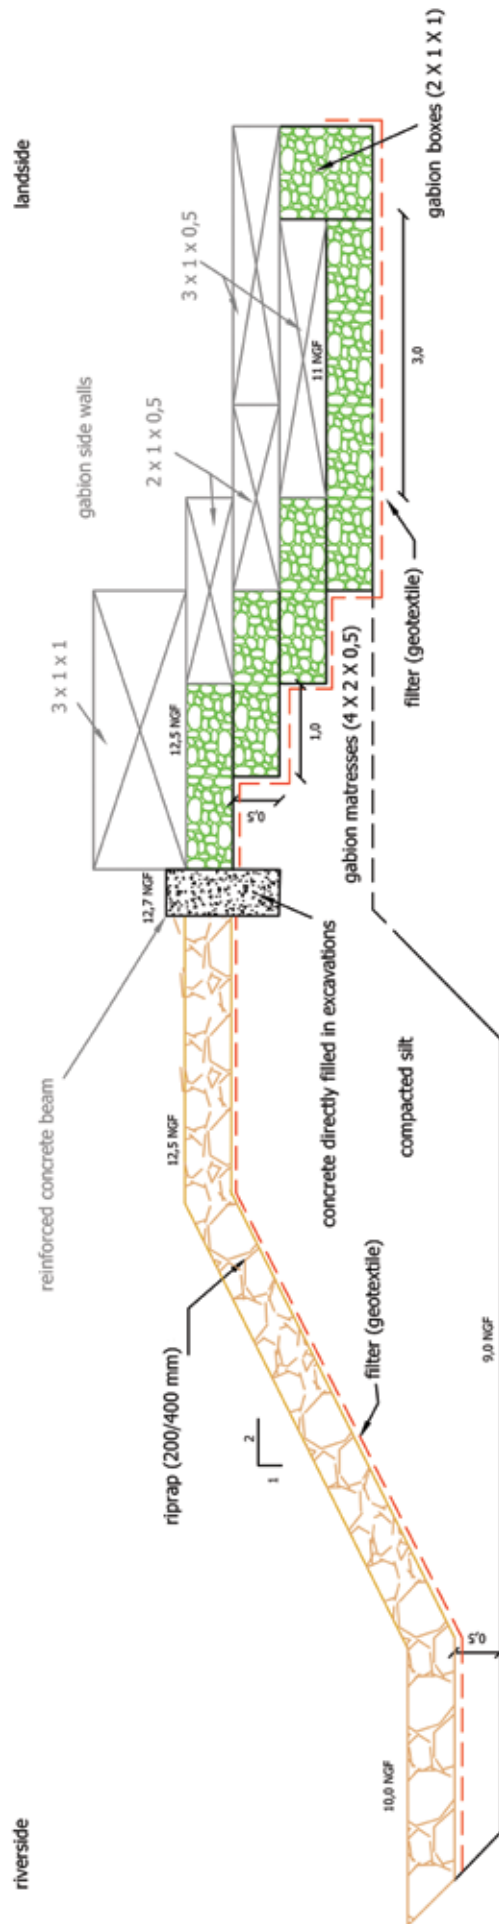 riverside
landside
reinforced concrete beam
3 x 1 x 1
gabion side walls
2 x 1 x 0,5
3 x 1 x 0,5
12,7 NGF
12,5 NGF
12,5 NGF
11 NGF
riprap (200/400 mm)
2
1
10,0 NGF
0,5
0,5
1,0
3,0
concrete directly filled in excavations
gabion matresses (4 X 2 X 0,5)
filter (geotextile)
filter (geotextile)
gabion boxes (2 X 1 X 1)
compacted silt
9,0 NGF